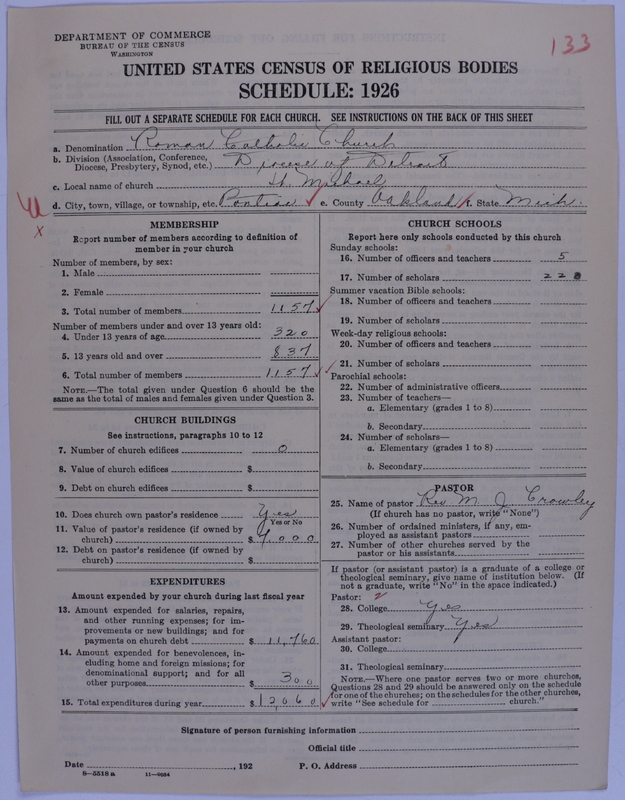 DEPARTMENT OF COMMERCE
BUREAU OF THE CENSUS
WASHINGTON
133
UNITED STATES CENSUS OF RELIGIOUS BODIES
SCHEDULE: 1926
FILL OUT A SEPARATE SCHEDULE FOR EACH CHURCH. SEE INSTRUCTIONS ON THE BACK OF THIS SHEET
a. Denomination Roman Catholic Church
b. Division (Association, Conference,
Diocese, Presbytery, Synod, etc.) Diocese of Detroit
c. Local name of church St. Michael
d. City, town, village, or township, etc. Pontiac e. County Oakland f. State Mich.
MEMBERSHIP
Report number of members according to definition of
member in your church
Number of members, by sex:
1. Male
2. Female
3. Total number of members 1157
Number of members under and over 13 years old:
4. Under 13 years of age 320
5. 13 years old and over 837
6. Total number of members 1157
NOTE.—The total given under Question 6 should be
same as the total of males and females given under Question 3.
CHURCH BUILDINGS
See instructions, paragraphs 10 to 12
7. Number of church edifices 0
8. Value of church edifices $
9. Debt on church edifices $
10. Does church own pastor's residence Yes
Yes or No
11. Value of pastor's residence (if owned by
church) $ 9,000
12. Debt on pastor's residence (if owned by
church) $
EXPENDITURES
Amount expended by your church during last fiscal year
13. Amount expended for salaries, repairs,
and other running expenses; for im-
provements or new buildings; and for
payments on church debt $ 11,760
14. Amount expended for benevolences, in-
cluding home and foreign missions; for
denominational support; and for all
other purposes $ 300
15. Total expenditures during year $ 12,060
CHURCH SCHOOLS
Report here only schools conducted by this church
Sunday schools:
16. Number of officers and teachers 5
17. Number of scholars 220
Summer vacation Bible schools:
18. Number of officers and teachers
19. Number of scholars
Week-day religious schools:
20. Number of officers and teachers
21. Number of scholars
Parochial schools:
22. Number of administrative officers
23. Number of teachers—
a. Elementary (grades 1 to 8)
b. Secondary
24. Number of scholars—
a. Elementary (grades 1 to 8)
b. Secondary
PASTOR
25. Name of pastor Rev M. J. Crowley
(If church has no pastor, write "None")
26. Number of ordained ministers, if any, em-
ployed as assistant pastors
27. Number of other churches served by the
pastor or his assistants
If pastor (or assistant pastor) is a graduate of a college or
theological seminary, give name of institution below. (If
not a graduate, write "No" in the space indicated.)
Pastor: 2
28. College Yes
29. Theological seminary Yes
Assistant pastor:
30. College
31. Theological seminary
NOTE.—Where one pastor serves two or more churches,
Questions 28 and 29 should be answered only on the schedule
for one of the churches; on the schedules for the other churches,
write "See schedule for church."
Signature of person furnishing information
Official title
Date , 192 P. O. Address
8—5518 a 11—9684